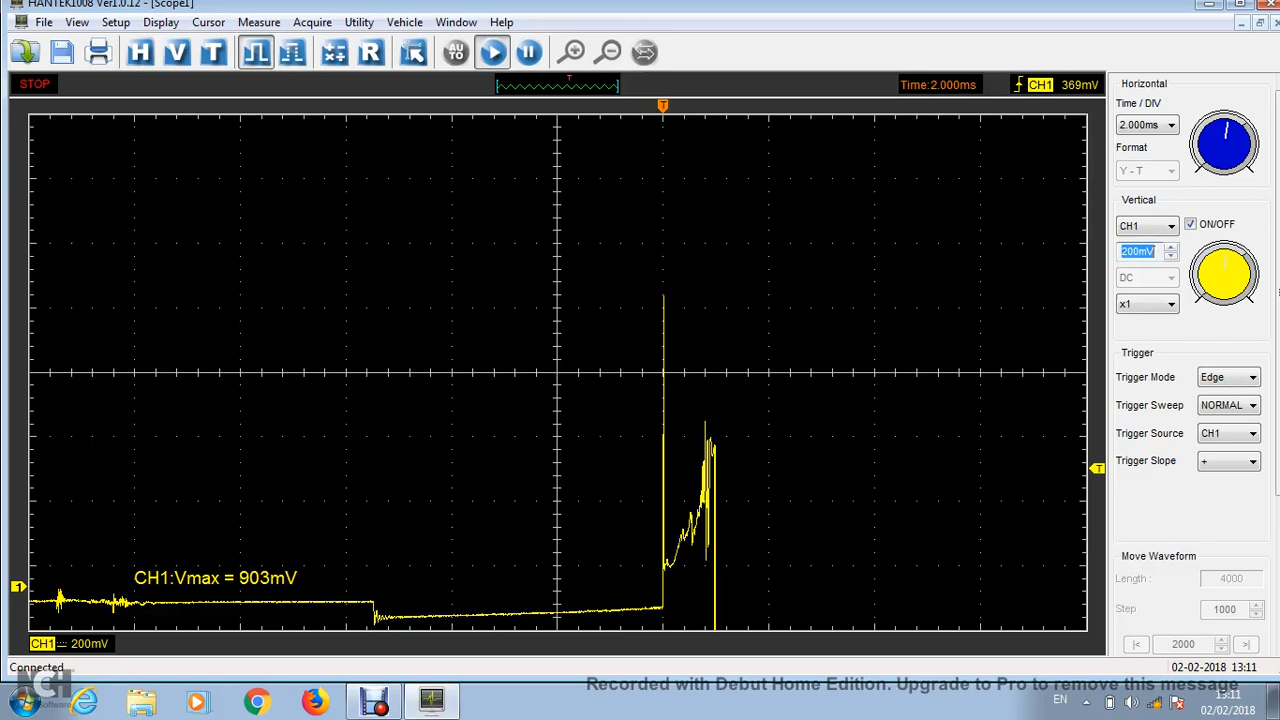 HANTEK1008 Ver1.0.12 - [Scope1]
File View Setup Display Cursor Measure Acquire Utility Vehicle Window Help
H V T R AUTO
STOP T Time:2.000ms CH1 369mV
T
Horizontal
Time / DIV
2.000ms
Format
Y - T
Vertical
CH1 ON/OFF
200mV
DC
x1
Trigger
Trigger Mode Edge
Trigger Sweep NORMAL
Trigger Source CH1
Trigger Slope +
T
Move Waveform
Length : 4000
Step 1000
|< 2000 >|
1
CH1:Vmax = 903mV
CH1 200mV
Connected 02-02-2018 13:11
NCH Software
Recorded with Debut Home Edition. Upgrade to Pro to remove this message
EN 13:11
02/02/2018